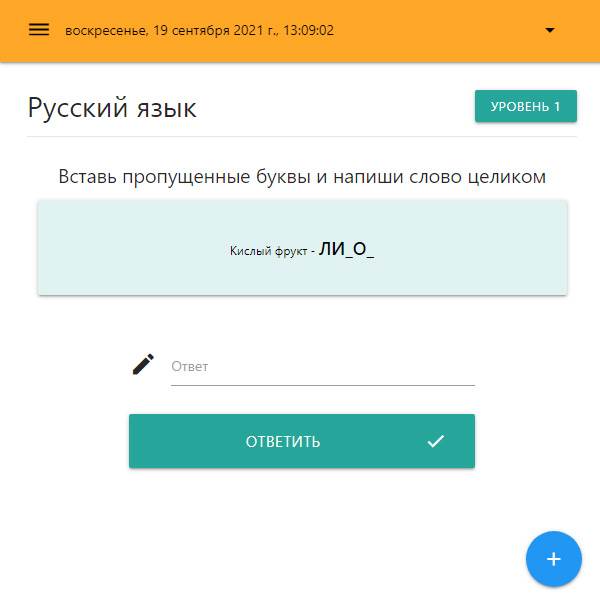 воскресенье, 19 сентября 2021 г., 13:09:02
Русский язык
УРОВЕНЬ 1
Вставь пропущенные буквы и напиши слово целиком
Кислый фрукт - ЛИ_О_
Ответ
ОТВЕТИТЬ